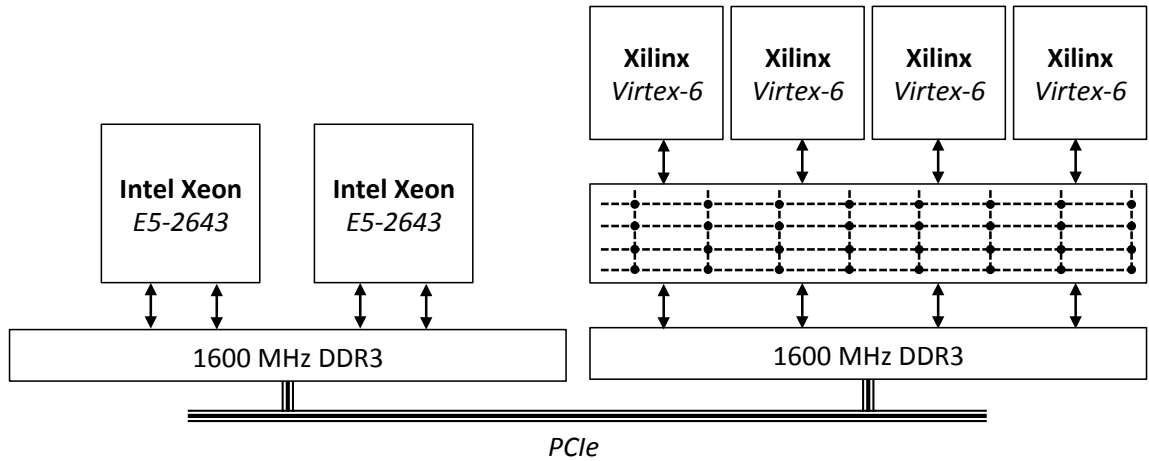 Xilinx
Virtex-6
Xilinx
Virtex-6
Xilinx
Virtex-6
Xilinx
Virtex-6
Intel Xeon
E5-2643
Intel Xeon
E5-2643
1600 MHz DDR3
1600 MHz DDR3
PCIe